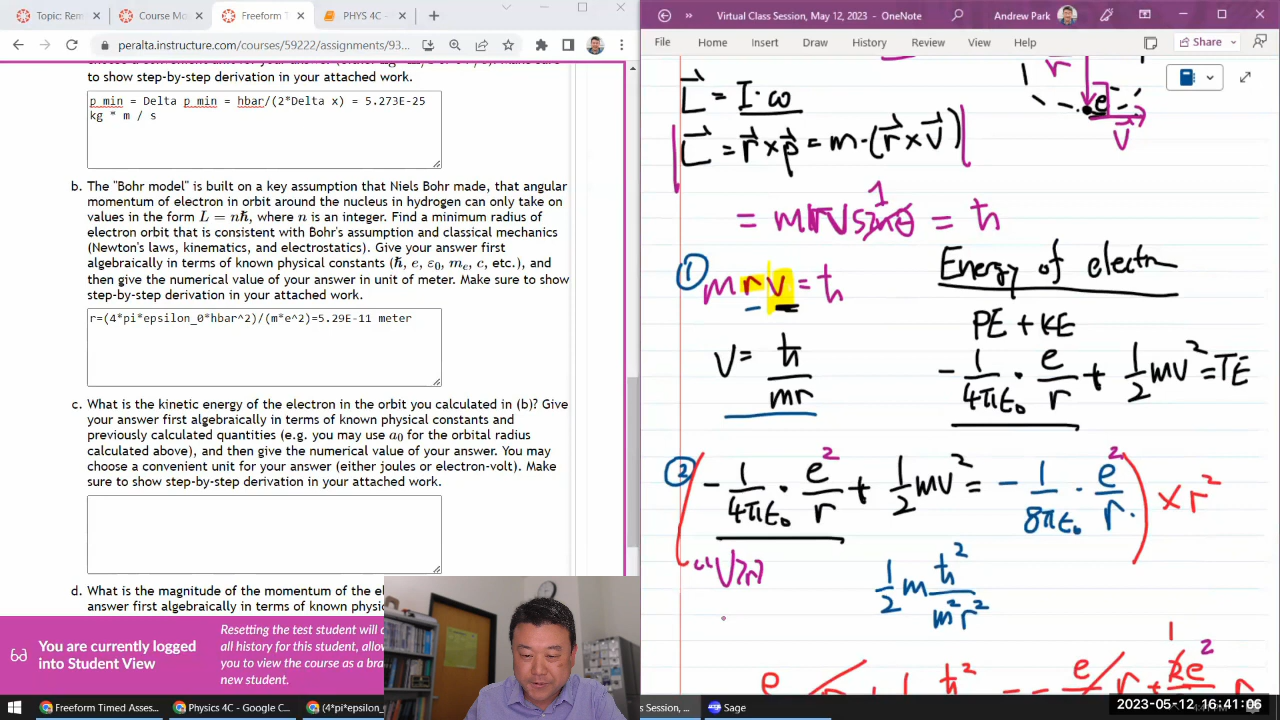 Topic Rem
Course Mo
Freeform T
PHYS 4C -
peralta.instructure.com/courses/59222/assignments/93...
to show step-by-step derivation in your attached work.
p_min = Delta p_min = hbar/(2*Delta x) = 5.273E-25
kg * m / s
b. The "Bohr model" is built on a key assumption that Niels Bohr made, that angular
momentum of electron in orbit around the nucleus in hydrogen can only take on
values in the form L = nℏ, where n is an integer. Find a minimum radius of
electron orbit that is consistent with Bohr's assumption and classical mechanics
(Newton's laws, kinematics, and electrostatics). Give your answer first
algebraically in terms of known physical constants (ℏ, e, ε₀, mₑ, c, etc.), and
then give the numerical value of your answer in unit of meter. Make sure to show
step-by-step derivation in your attached work.
r=(4*pi*epsilon_0*hbar^2)/(m*e^2)=5.29E-11 meter
c. What is the kinetic energy of the electron in the orbit you calculated in (b)? Give
your answer first algebraically in terms of known physical constants and
previously calculated quantities (e.g. you may use a₀ for the orbital radius
calculated above), and then give the numerical value of your answer. You may
choose a convenient unit for your answer (either joules or electron-volt). Make
sure to show step-by-step derivation in your attached work.
d. What is the magnitude of the momentum of the el
answer first algebraically in terms of known physic
You are currently logged
into Student View
Resetting the test student will c
all history for this student, allow
you to view the course as a bra
new student.
Virtual Class Session, May 12, 2023 - OneNote
Andrew Park
File Home Insert Draw History Review View Help
Share
r
e
V⃗
L⃗ = I·ω
|L⃗ = r⃗ × p⃗ = m·(r⃗ × v⃗)|
1
= mrv sinθ = ℏ
① mrv = ℏ
Energy of electron
PE + KE
v = ℏ/mr
- 1/4πε₀ · e/r + 1/2 mv² = TE
② (- 1/4πε₀ · e²/r + 1/2 mv² = - 1/8πε₀ · e²/r.) × r²
"V(r)
1/2 m ℏ²/m²r²
Freeform Timed Asses...
Physics 4C - Google C...
(4*pi*epsilon_
s Session, ...
Sage
2023-05-12 16:41:06